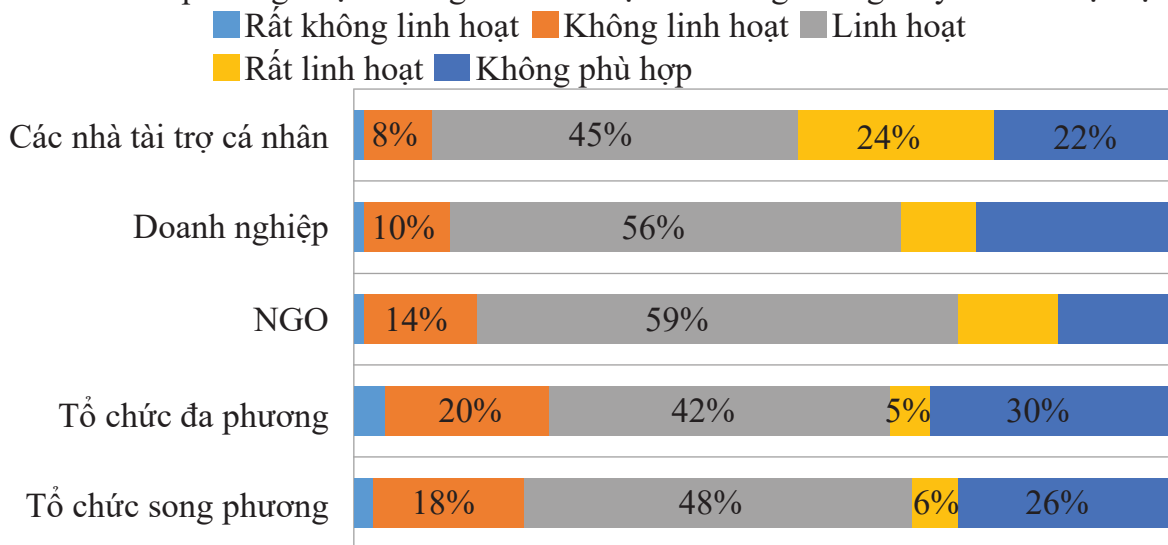 Rất không linh hoạt Không linh hoạt Linh hoạt
Rất linh hoạt Không phù hợp
Các nhà tài trợ cá nhân 8% 45% 24% 22%
Doanh nghiệp 10% 56%
NGO 14% 59%
Tổ chức đa phương 20% 42% 5% 30%
Tổ chức song phương 18% 48% 6% 26%